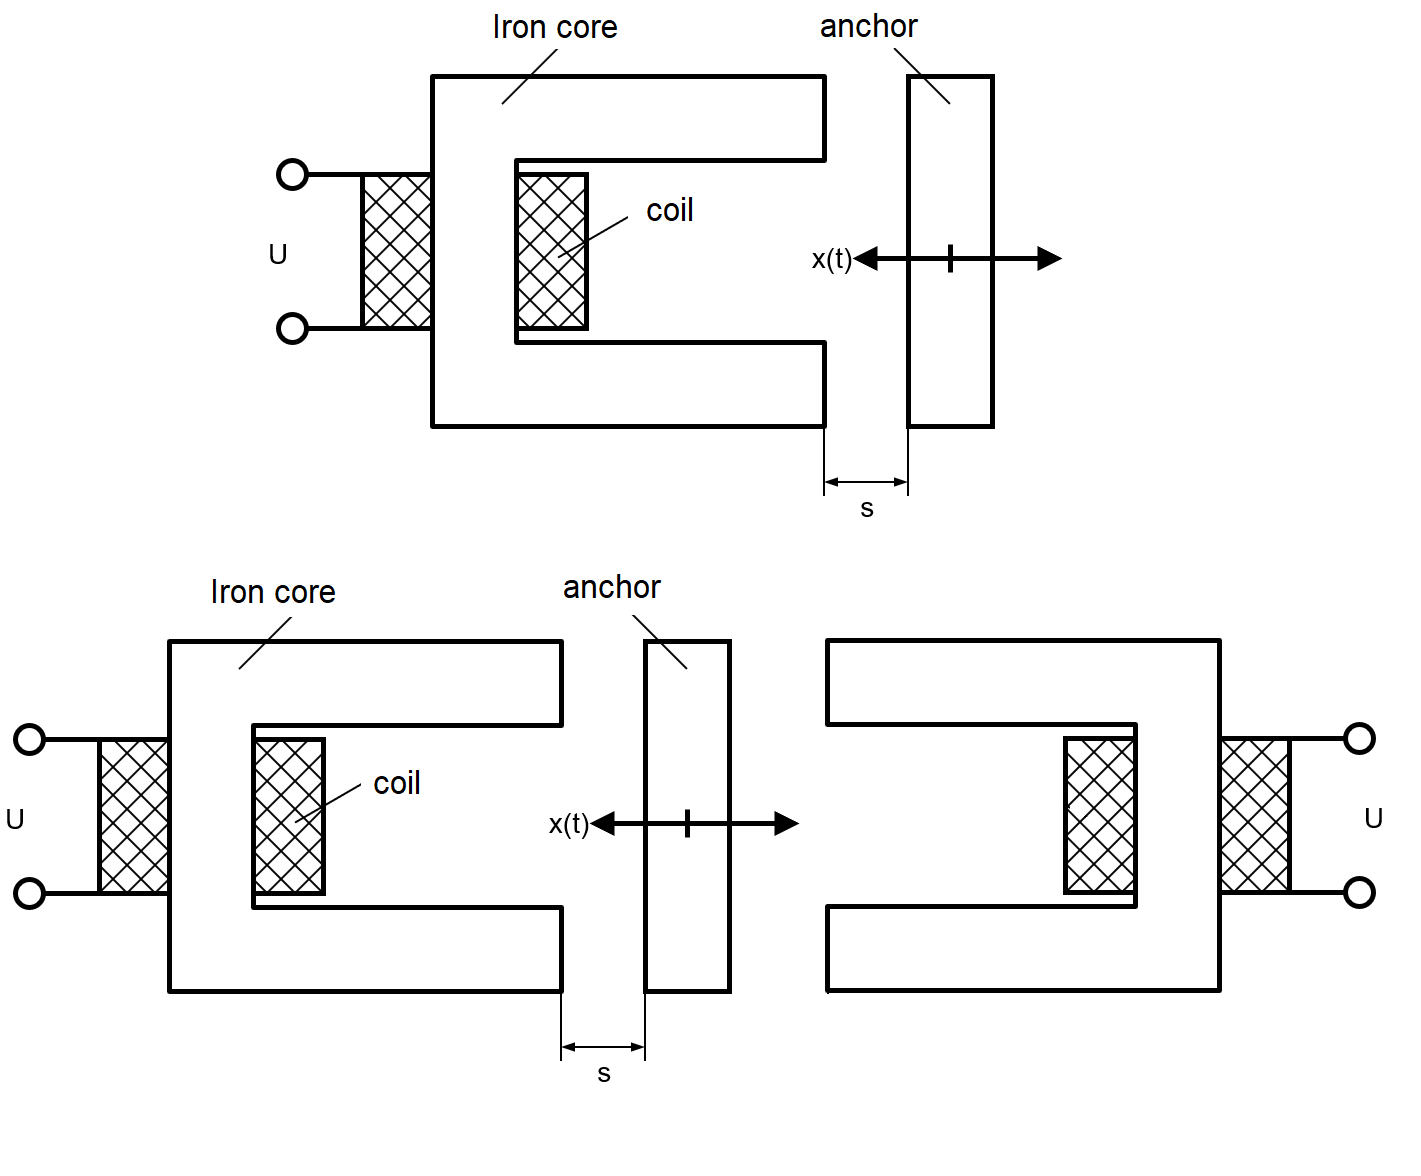 Iron core
anchor
coil
U
x(t)
s
Iron core
anchor
coil
U
x(t)
U
s